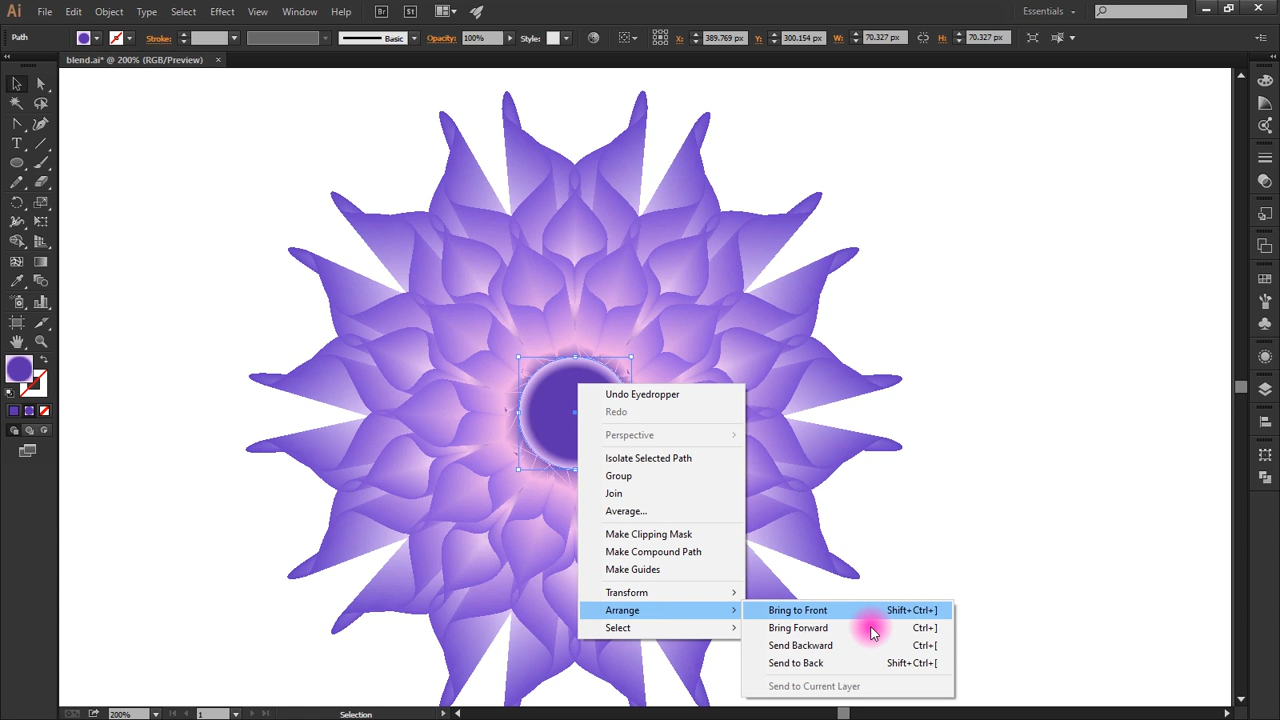 Ai File Edit Object Type Select Effect View Window Help Br St Essentials
Path Stroke: Basic Opacity: 100% Style: X: 389.769 px Y: 300.154 px W: 70.327 px H: 70.327 px
blend.ai* @ 200% (RGB/Preview) ×
Undo Eyedropper
Redo
Perspective
Isolate Selected Path
Group
Join
Average...
Make Clipping Mask
Make Compound Path
Make Guides
Transform
Arrange
Select
Bring to Front Shift+Ctrl+]
Bring Forward Ctrl+]
Send Backward Ctrl+[
Send to Back Shift+Ctrl+[
Send to Current Layer
200% 1 Selection